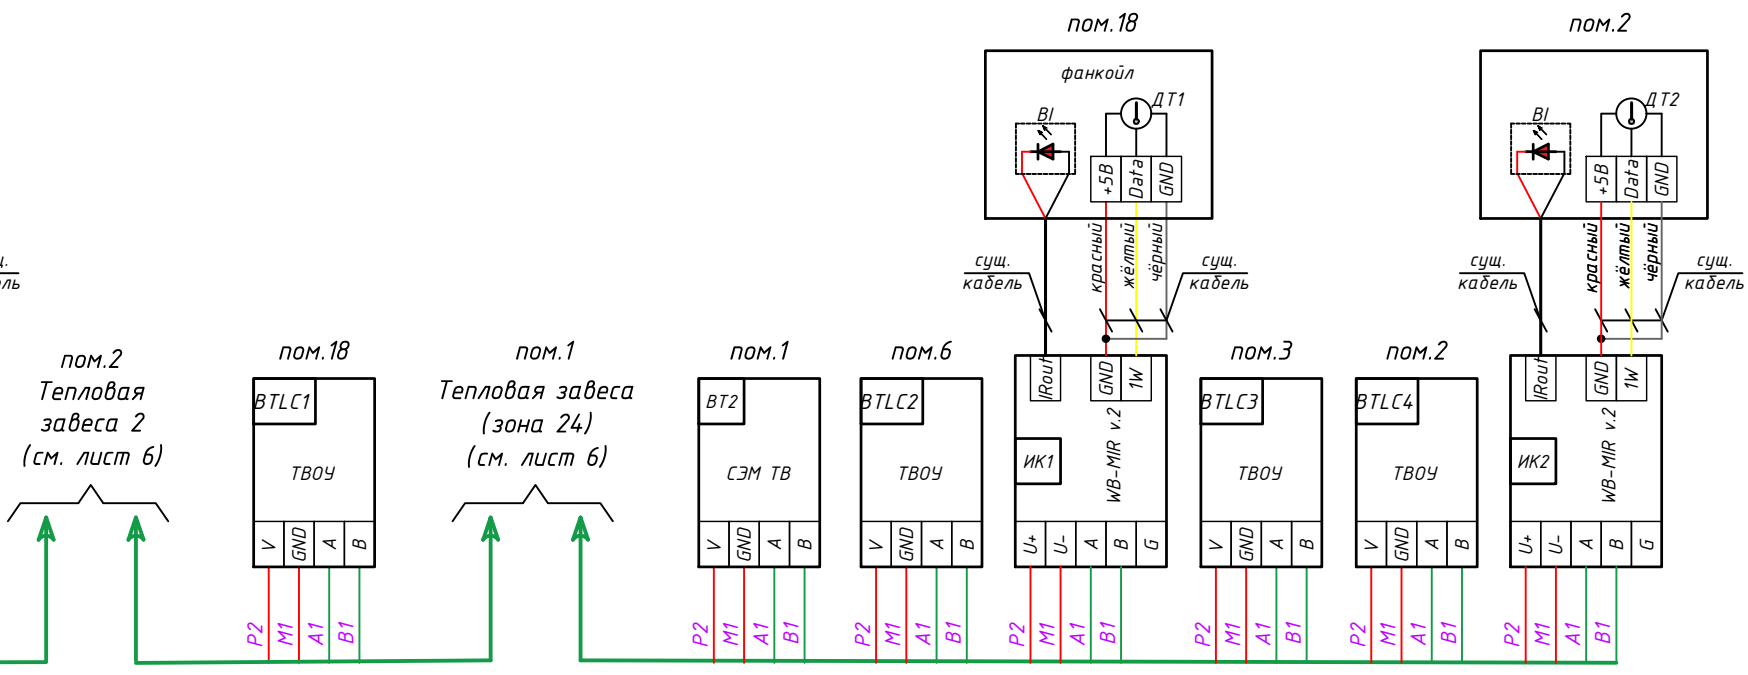 пом.18
фанкойл
BI
ДТ1
+5В
Data
GND
красный
жёлтый
чёрный
сущ.
кабель
сущ.
кабель
пом.2
BI
ДТ2
+5В
Data
GND
красный
жёлтый
чёрный
сущ.
кабель
сущ.
кабель
пом.2
Тепловая
завеса 2
(см. лист 6)
пом.18
BTLC1
ТВОУ
V
GND
A
B
P2
M1
A1
B1
пом.1
Тепловая завеса
(зона 24)
(см. лист 6)
пом.1
BT2
СЭМ ТВ
V
GND
A
B
P2
M1
A1
B1
пом.6
BTLC2
ТВОУ
V
GND
A
B
P2
M1
A1
B1
IRout
GND
1W
ИК1
WB-MIR v.2
U+
U-
A
B
G
P2
M1
A1
B1
пом.3
BTLC3
ТВОУ
V
GND
A
B
P2
M1
A1
B1
пом.2
BTLC4
ТВОУ
V
GND
A
B
P2
M1
A1
B1
IRout
GND
1W
ИК2
WB-MIR v.2
U+
U-
A
B
G
P2
M1
A1
B1